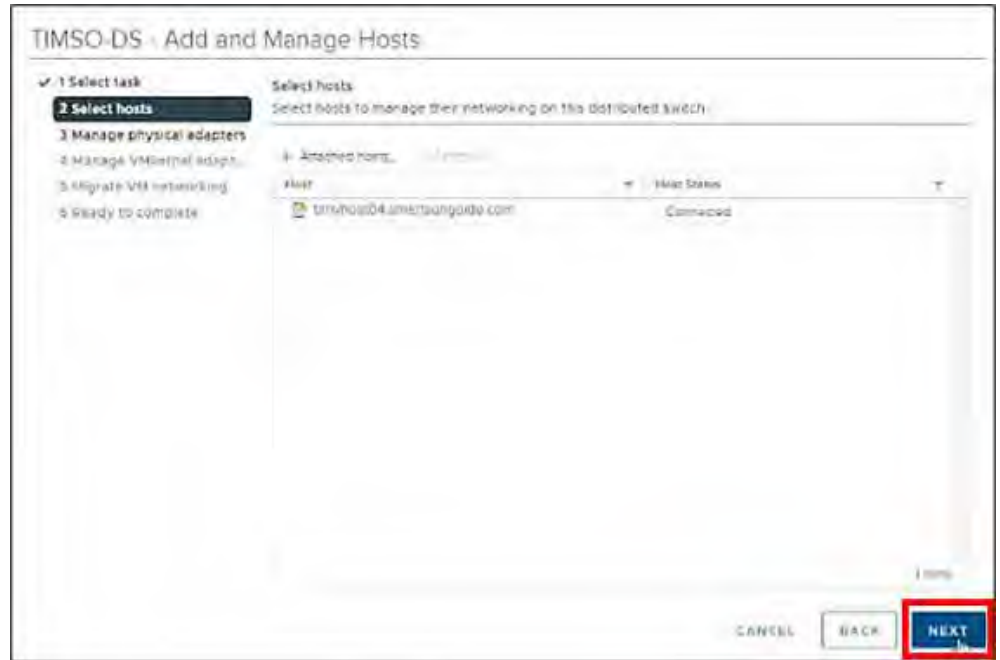 TIMSO-DS - Add and Manage Hosts
✓ 1 Select task
2 Select hosts
3 Manage physical adapters
4 Manage VMkernel adapt...
5 Migrate VM networking
6 Ready to complete
Select hosts
Select hosts to manage their networking on this distributed switch.
+ Attached hosts...
Host
Host Status
Connected
1 items
CANCEL
BACK
NEXT